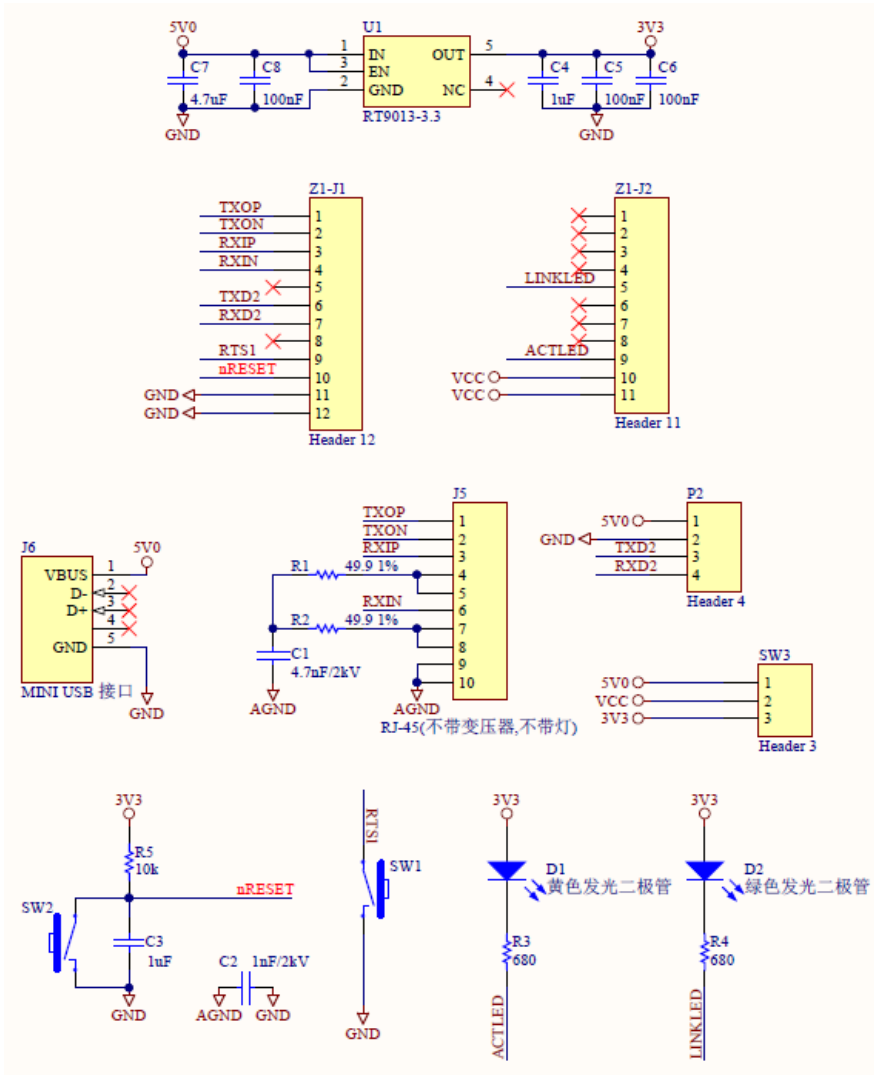 5V0 U1 3V3
C7 4.7uF C8 100nF
1 IN OUT 5
3 EN
2 GND NC 4
RT9013-3.3
C4 1uF C5 100nF C6 100nF
GND GND
Z1-J1
TXOP 1
TXON 2
RXIP 3
RXIN 4
5
TXD2 6
RXD2 7
8
RTS1 9
nRESET 10
GND 11
GND 12
Header 12
Z1-J2
1
2
3
4
LINKLED 5
6
7
8
ACTLED 9
VCC 10
VCC 11
Header 11
J6
5V0
VBUS 1
D- 2
D+ 3
4
GND 5
MINI USB 接口
GND
J5
TXOP 1
TXON 2
RXIP 3
R1 49.9 1% 4
5
RXIN 6
R2 49.9 1% 7
8
9
10
C1
4.7nF/2kV
AGND AGND
RJ-45(不带变压器,不带灯)
P2
5V0 1
GND 2
TXD2 3
RXD2 4
Header 4
SW3
5V0 1
VCC 2
3V3 3
Header 3
3V3
R5
10k
nRESET
SW2
C3
1uF
GND
C2 1nF/2kV
AGND GND
RTS1
SW1
GND
3V3
D1
黄色发光二极管
R3
680
ACTLED
3V3
D2
绿色发光二极管
R4
680
LINKLED